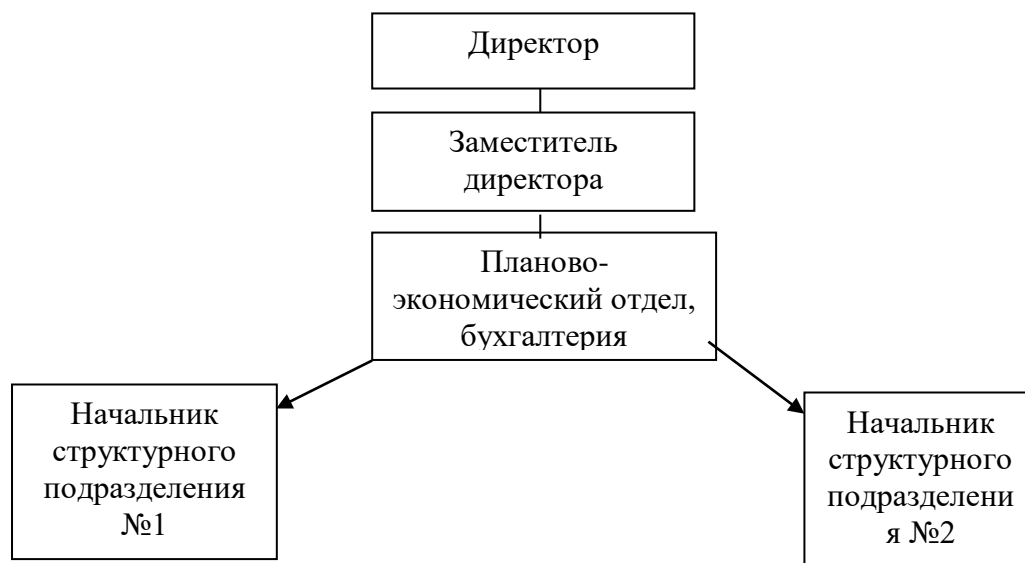 Директор
Заместитель
директора
Планово-
экономический отдел,
бухгалтерия
Начальник
структурного
подразделения
№1
Начальник
структурного
подразделени
я №2